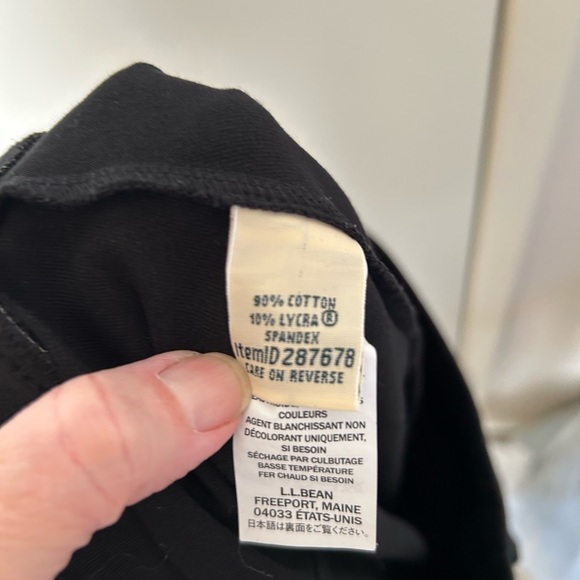 90% COTTON
10% LYCRA®
SPANDEX
ItemID287678
CARE ON REVERSE
COULEURS
AGENT BLANCHISSANT NON
DÉCOLORANT UNIQUEMENT,
SI BESOIN
SÉCHAGE PAR CULBUTAGE
BASSE TEMPÉRATURE
FER CHAUD SI BESOIN
L.L.BEAN
FREEPORT, MAINE
04033 ÉTATS-UNIS
日本語は裏面をご覧ください。